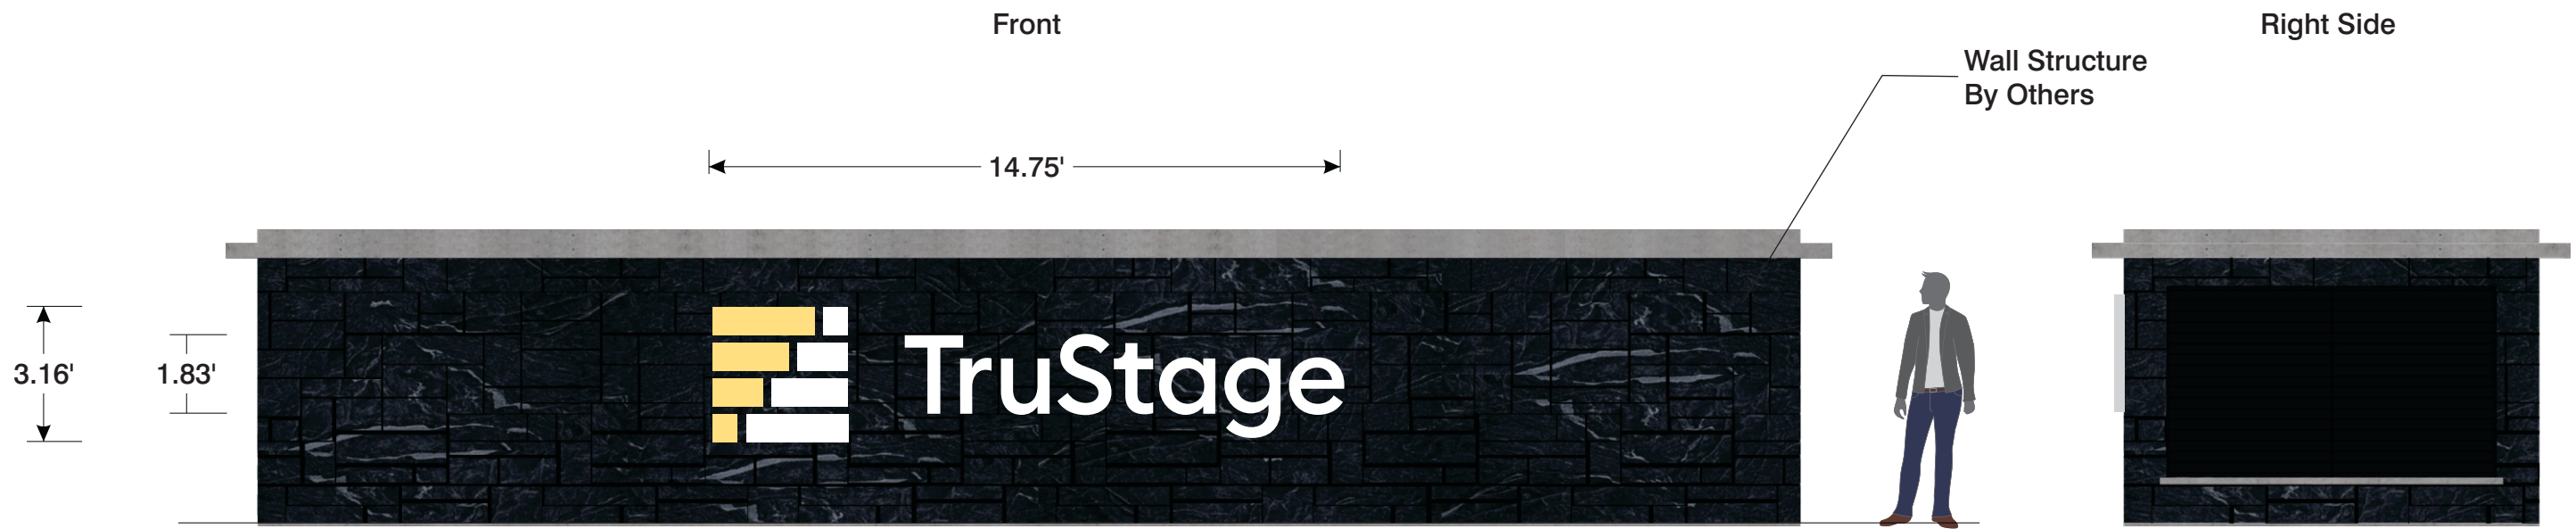 Front
Right Side
Wall Structure
By Others
14.75'
3.16'
1.83'
TruStage